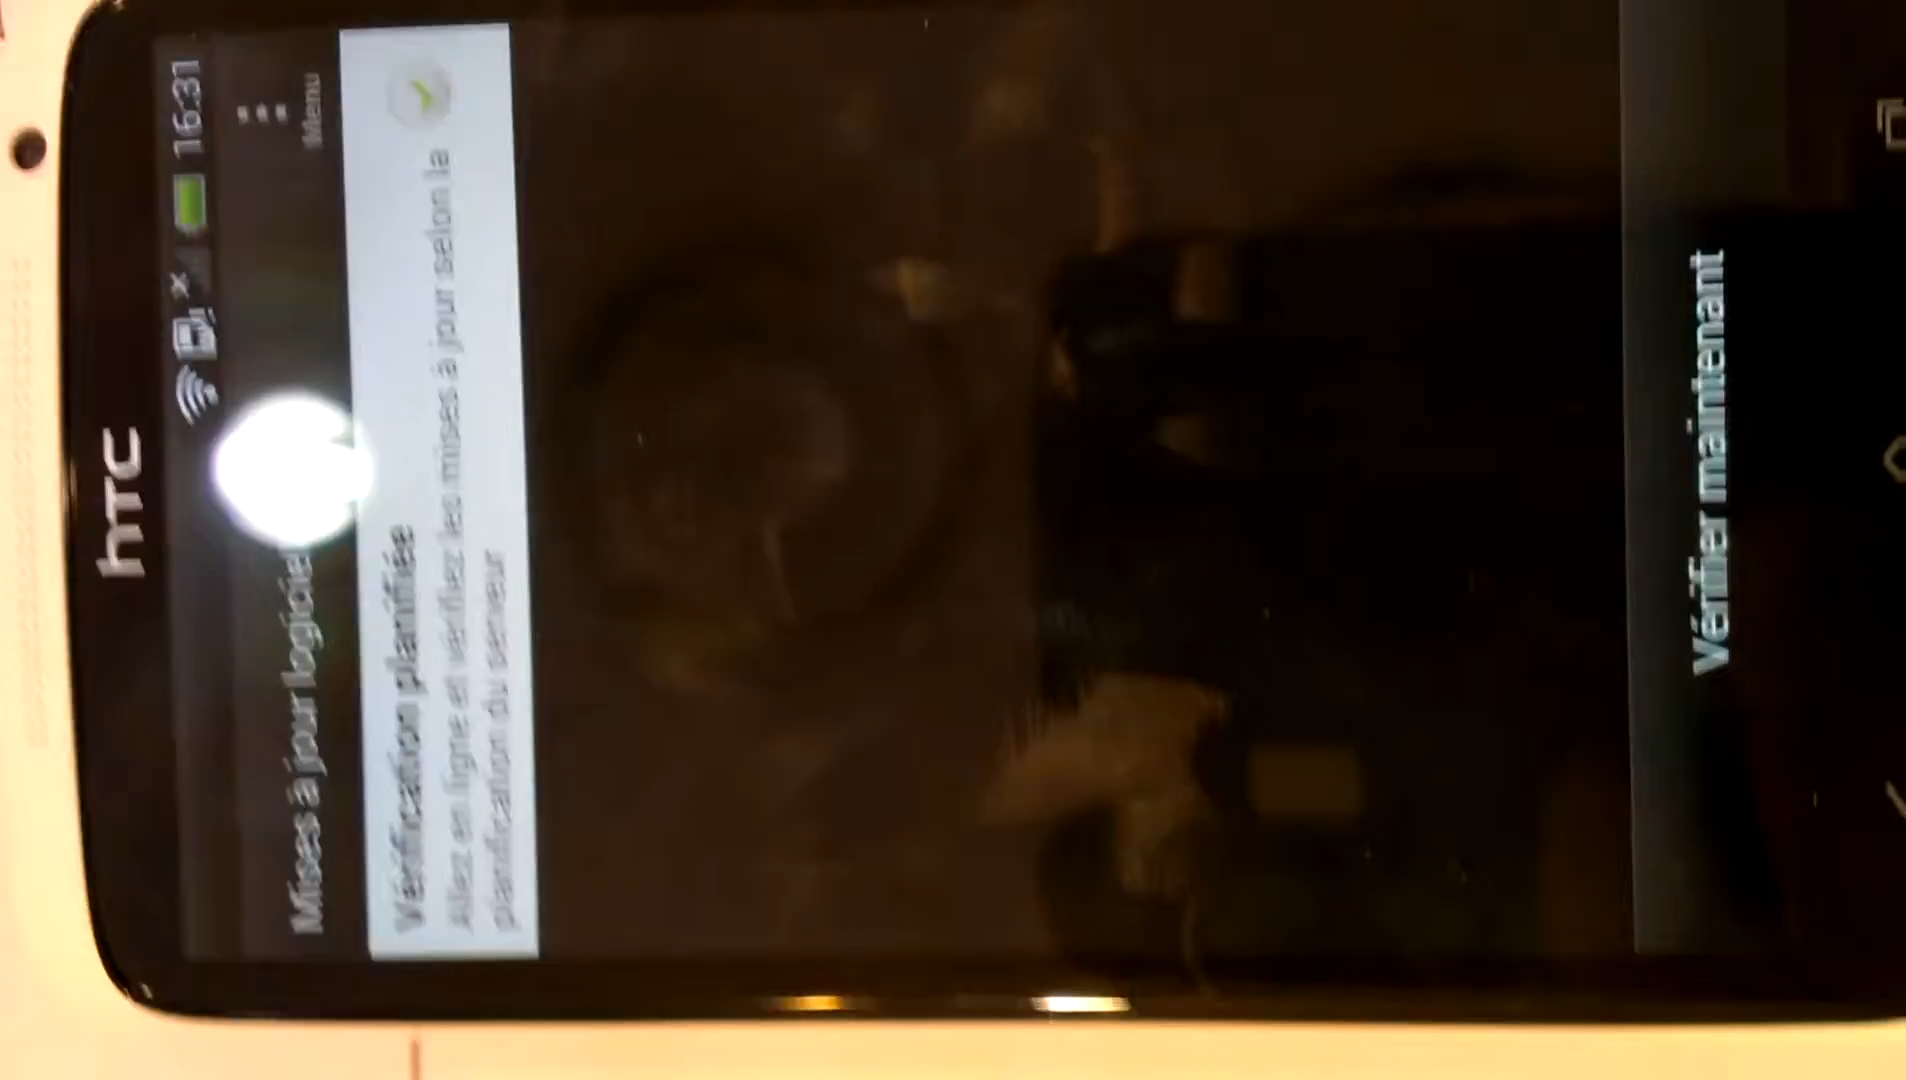 hTC
16:31
Mises à jour logiciel
Menu
Vérification planifiée
Allez en ligne et vérifiez les mises à jour selon la
planification du serveur
Vérifier maintenant